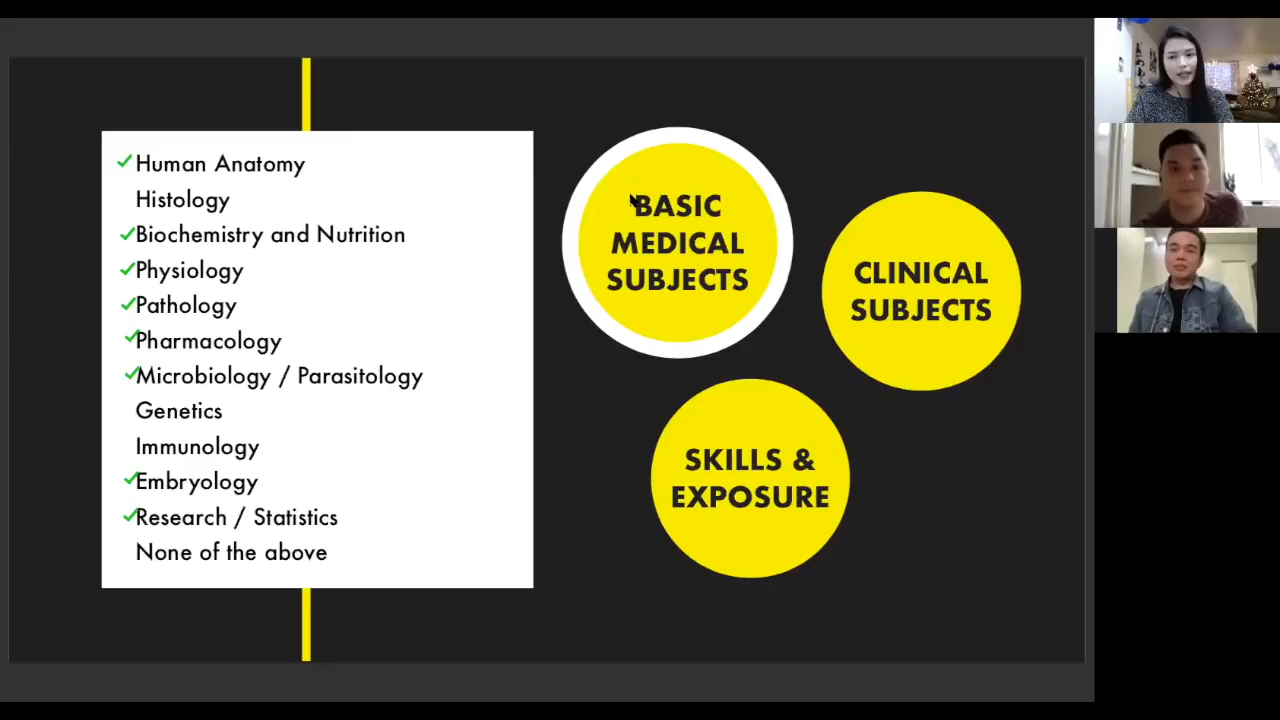 Human Anatomy
Histology
Biochemistry and Nutrition
Physiology
Pathology
Pharmacology
Microbiology / Parasitology
Genetics
Immunology
Embryology
Research / Statistics
None of the above
BASIC
MEDICAL
SUBJECTS
CLINICAL
SUBJECTS
SKILLS &
EXPOSURE